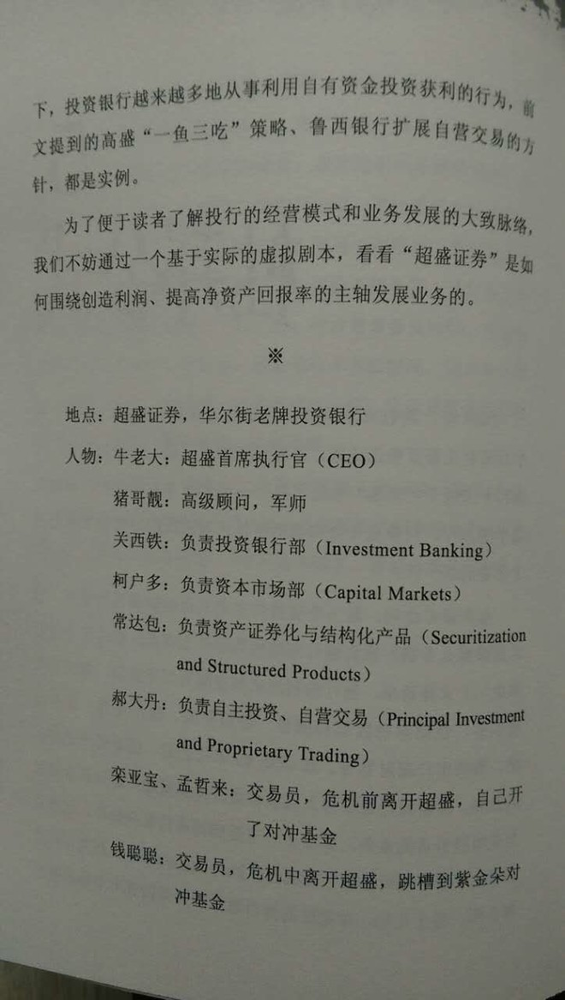 下，投资银行越来越多地从事利用自有资金投资获利的行为，前
文提到的高盛“一鱼三吃”策略、鲁西银行扩展自营交易的方
针，都是实例。
为了便于读者了解投行的经营模式和业务发展的大致脉络，
我们不妨通过一个基于实际的虚拟剧本，看看“超盛证券”是如
何围绕创造利润、提高净资产回报率的主轴发展业务的。
※
地点：超盛证券，华尔街老牌投资银行
人物：牛老大：超盛首席执行官（CEO）
猪哥靓：高级顾问，军师
关西铁：负责投资银行部（Investment Banking）
柯户多：负责资本市场部（Capital Markets）
常达包：负责资产证券化与结构化产品（Securitization
and Structured Products）
郝大丹：负责自主投资、自营交易（Principal Investment
and Proprietary Trading）
栾亚宝、孟哲来：交易员，危机前离开超盛，自己开
了对冲基金
钱聪聪：交易员，危机中离开超盛，跳槽到紫金朵对
冲基金